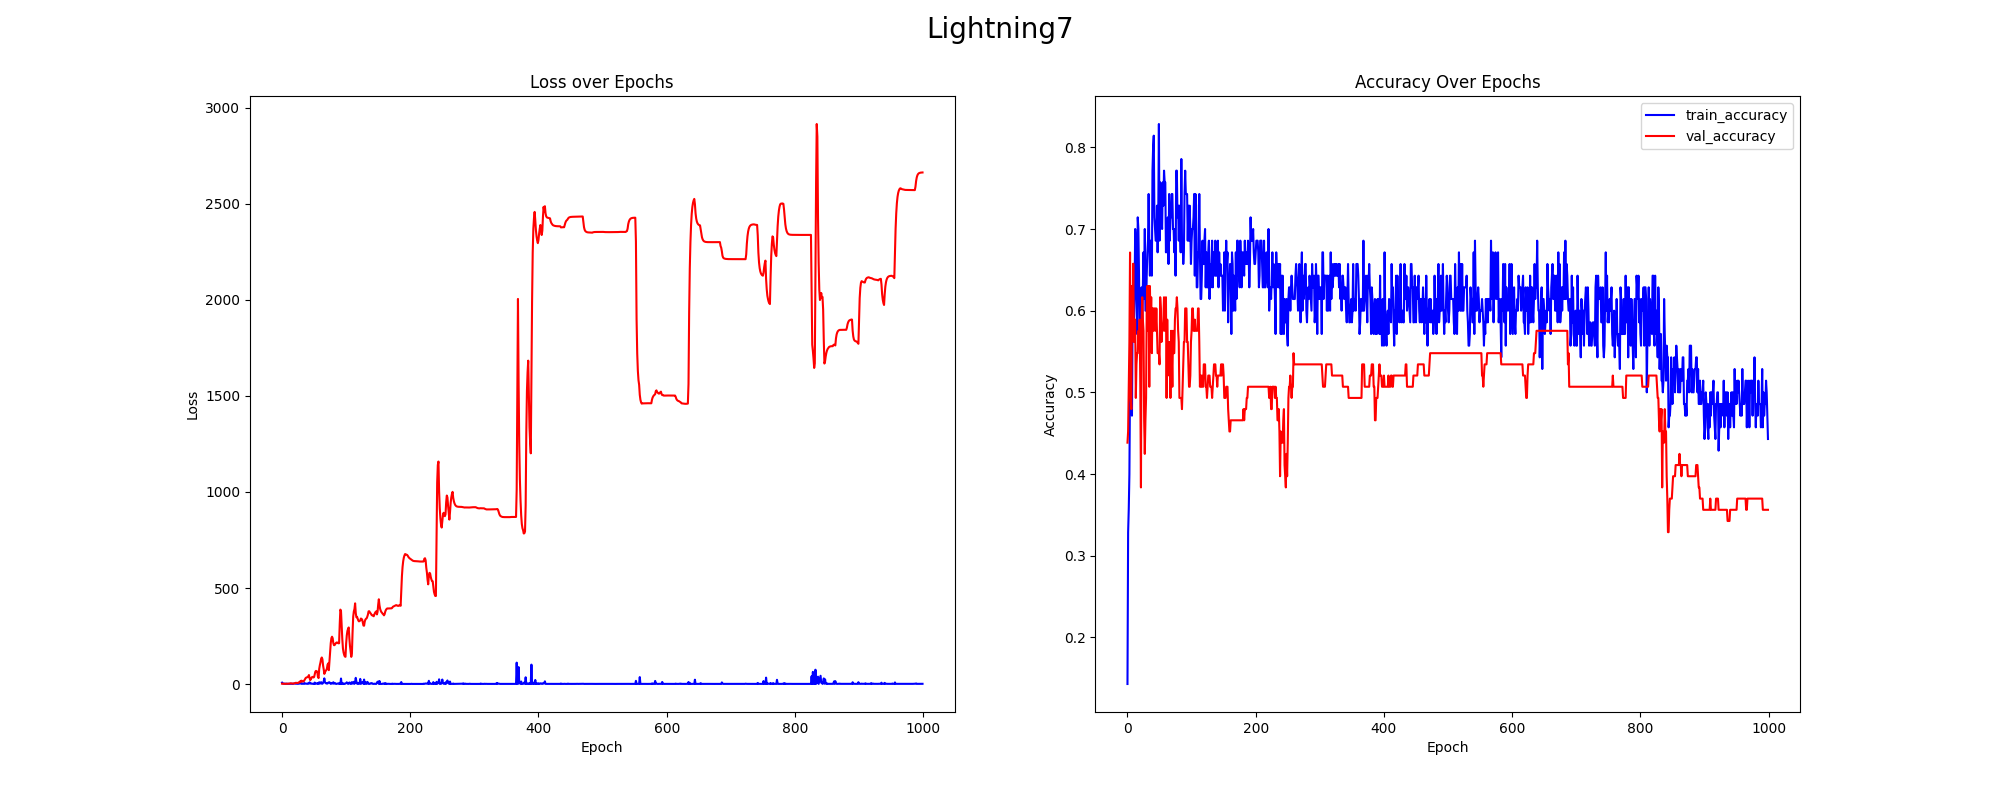 Lightning7
Loss over Epochs
3000
2500
2000
1500
1000
500
0
Loss
0 200 400 600 800 1000
Epoch
Accuracy Over Epochs
train_accuracy
val_accuracy
0.8
0.7
0.6
0.5
0.4
0.3
0.2
Accuracy
0 200 400 600 800 1000
Epoch